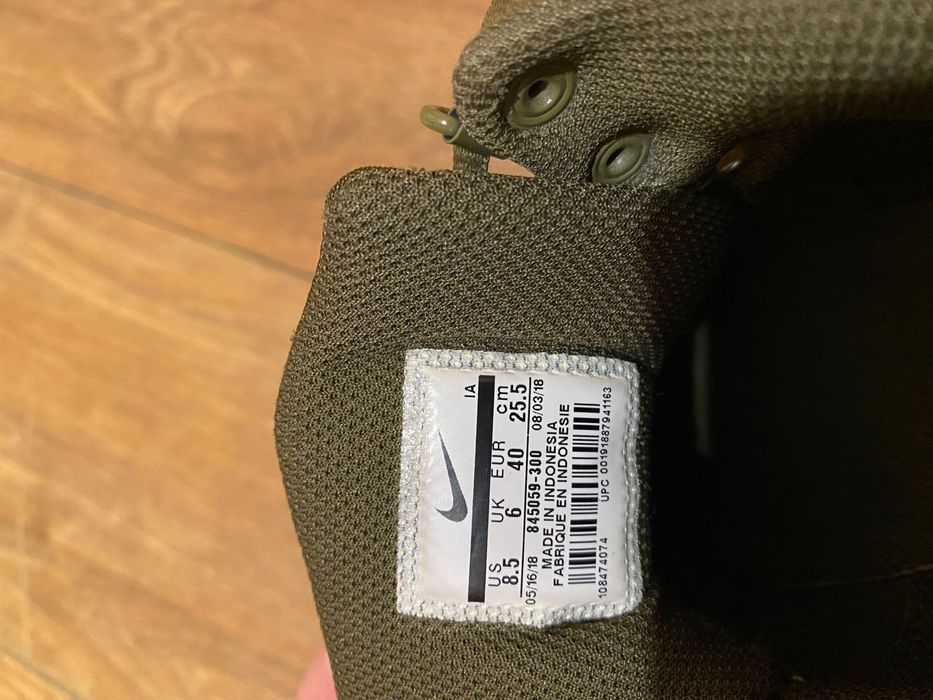 IA
US UK EUR cm
8.5 6 40 25.5
05/16/18 845059-300 08/03/18
MADE IN INDONESIA
FABRIQUE EN INDONESIE
108474074 UPC 00191887941163